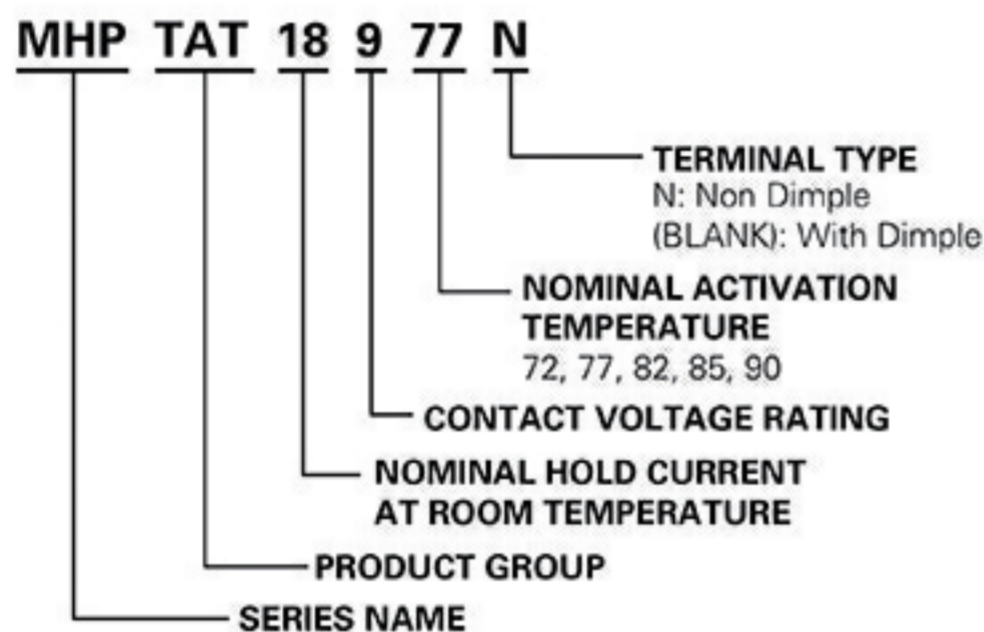 MHP TAT 18 9 77 N
TERMINAL TYPE
N: Non Dimple
(BLANK): With Dimple
NOMINAL ACTIVATION
TEMPERATURE
72, 77, 82, 85, 90
CONTACT VOLTAGE RATING
NOMINAL HOLD CURRENT
AT ROOM TEMPERATURE
PRODUCT GROUP
SERIES NAME